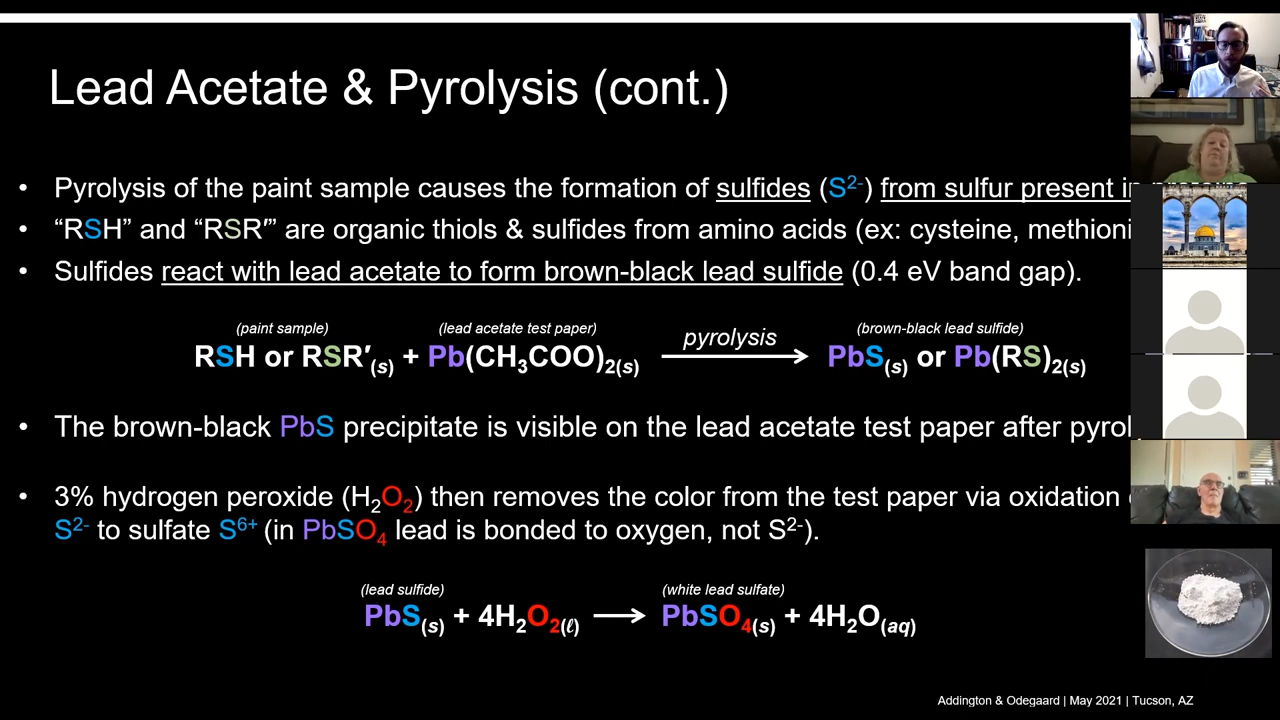 Lead Acetate & Pyrolysis (cont.)
• Pyrolysis of the paint sample causes the formation of sulfides (S²⁻) from sulfur present in
• “RSH” and “RSR′” are organic thiols & sulfides from amino acids (ex: cysteine, methioni
• Sulfides react with lead acetate to form brown-black lead sulfide (0.4 eV band gap).
(paint sample) (lead acetate test paper) pyrolysis (brown-black lead sulfide)
RSH or RSR′₍s₎ + Pb(CH₃COO)₂₍s₎ ⟶ PbS₍s₎ or Pb(RS)₂₍s₎
• The brown-black PbS precipitate is visible on the lead acetate test paper after pyrol
• 3% hydrogen peroxide (H₂O₂) then removes the color from the test paper via oxidation
S²⁻ to sulfate S⁶⁺ (in PbSO₄ lead is bonded to oxygen, not S²⁻).
(lead sulfide) (white lead sulfate)
PbS(s) + 4H₂O₂(ℓ) ⟶ PbSO₄(s) + 4H₂O(aq)
Addington & Odegaard | May 2021 | Tucson, AZ